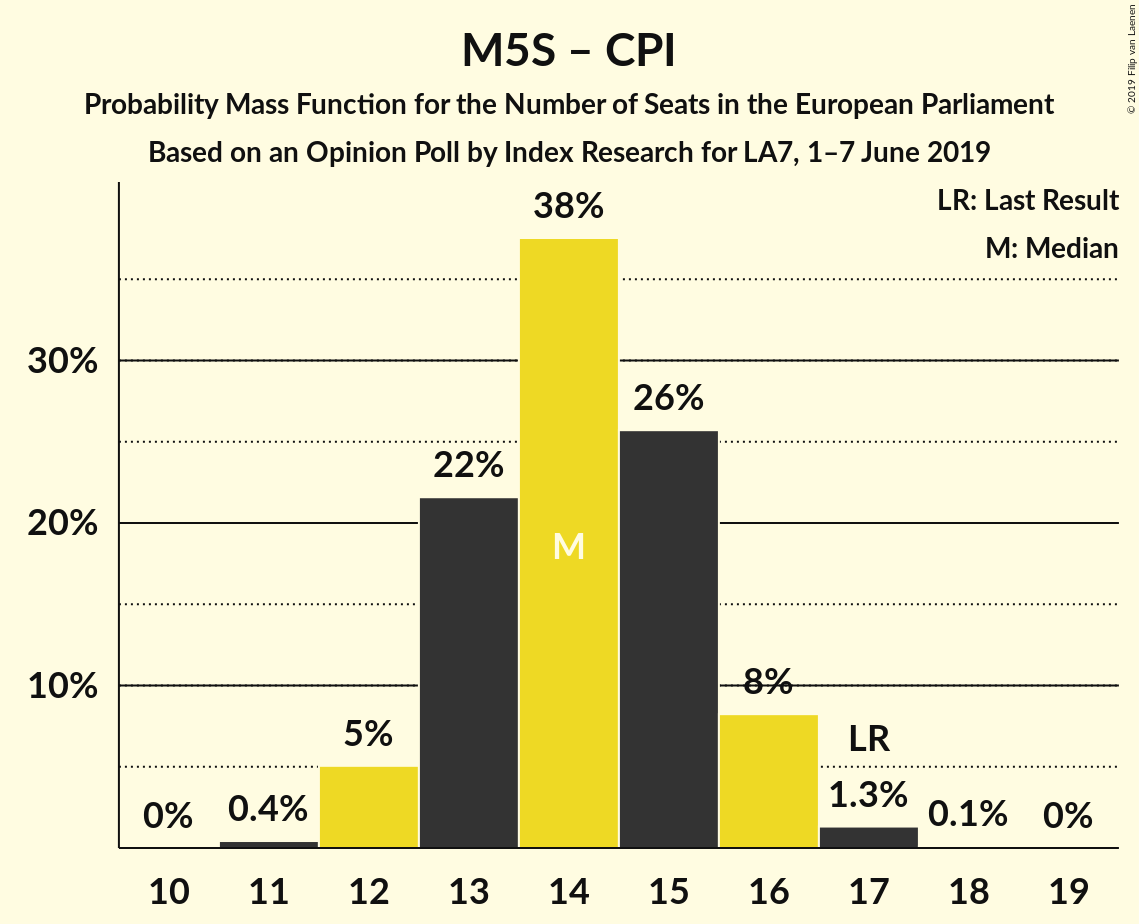 M5S – CPI
Probability Mass Function for the Number of Seats in the European Parliament
Based on an Opinion Poll by Index Research for LA7, 1–7 June 2019
© 2019 Filip van Laenen
LR: Last Result
M: Median
38%
30%
26%
22%
20%
M
10%
8%
5%
LR
0%
0.4%
1.3%
0.1%
0%
10 11 12 13 14 15 16 17 18 19